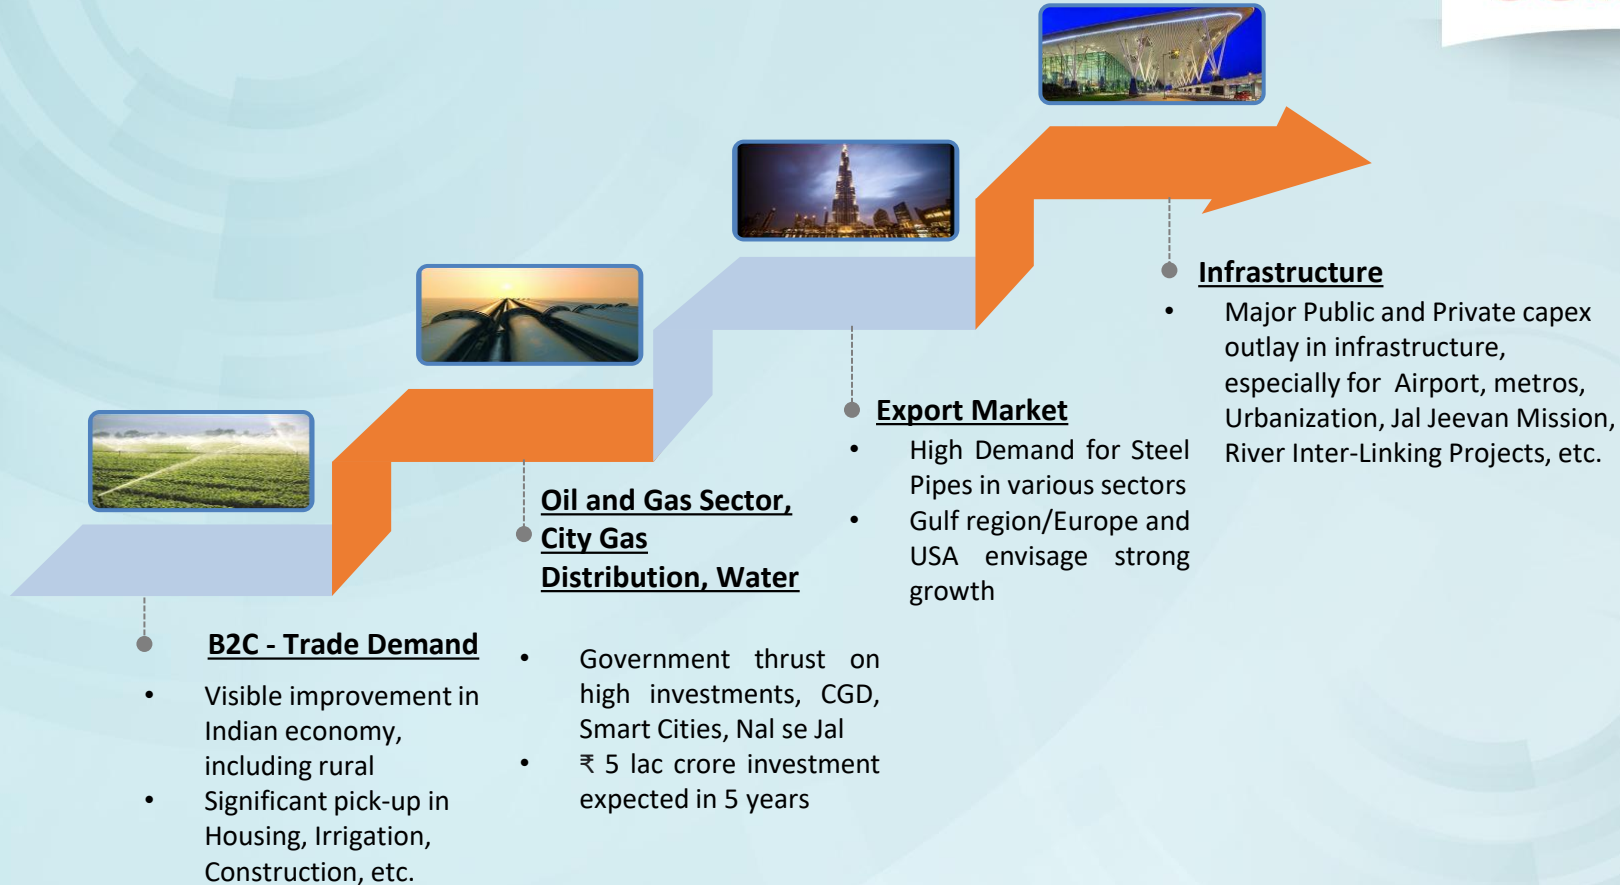 B2C - Trade Demand
• Visible improvement in
Indian economy,
including rural
• Significant pick-up in
Housing, Irrigation,
Construction, etc.
Oil and Gas Sector,
City Gas
Distribution, Water
• Government thrust on
high investments, CGD,
Smart Cities, Nal se Jal
• ₹ 5 lac crore investment
expected in 5 years
Export Market
• High Demand for Steel
Pipes in various sectors
• Gulf region/Europe and
USA envisage strong
growth
Infrastructure
• Major Public and Private capex
outlay in infrastructure,
especially for Airport, metros,
Urbanization, Jal Jeevan Mission,
River Inter-Linking Projects, etc.